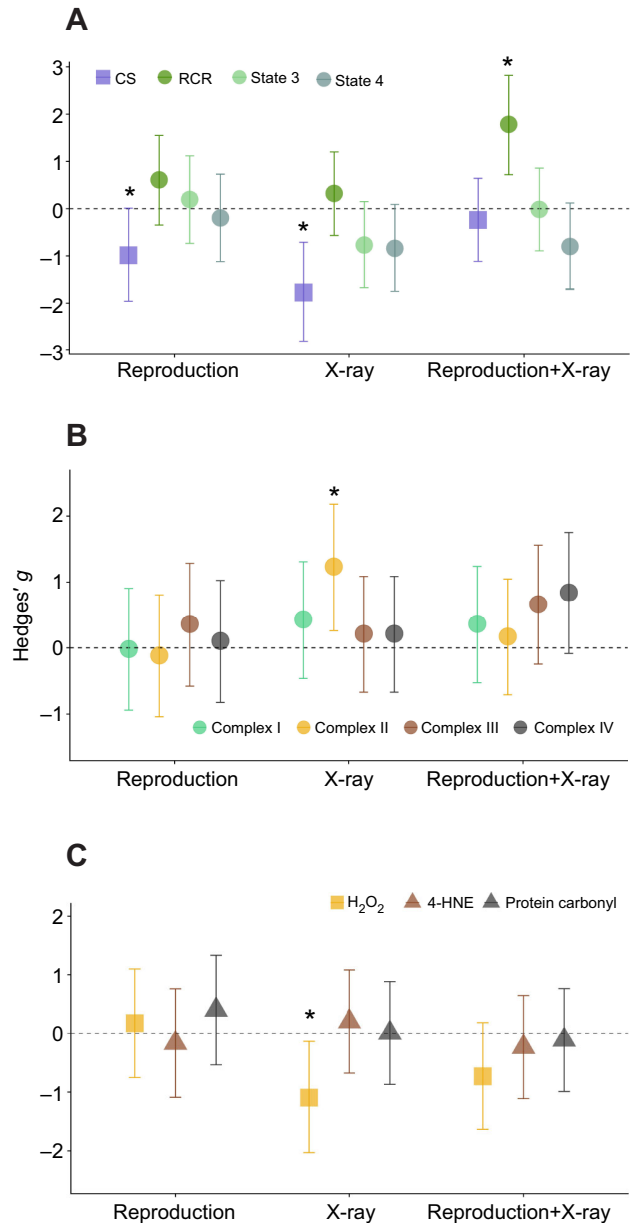 A
3
CS RCR State 3 State 4
*
2
1
0
*
*
–1
–2
–3
Reproduction X-ray Reproduction+X-ray
B
*
2
1
Hedges' g
0
–1
Complex I Complex II Complex III Complex IV
Reproduction X-ray Reproduction+X-ray
C
H2O2 4-HNE Protein carbonyl
2
1
*
0
–1
–2
Reproduction X-ray Reproduction+X-ray